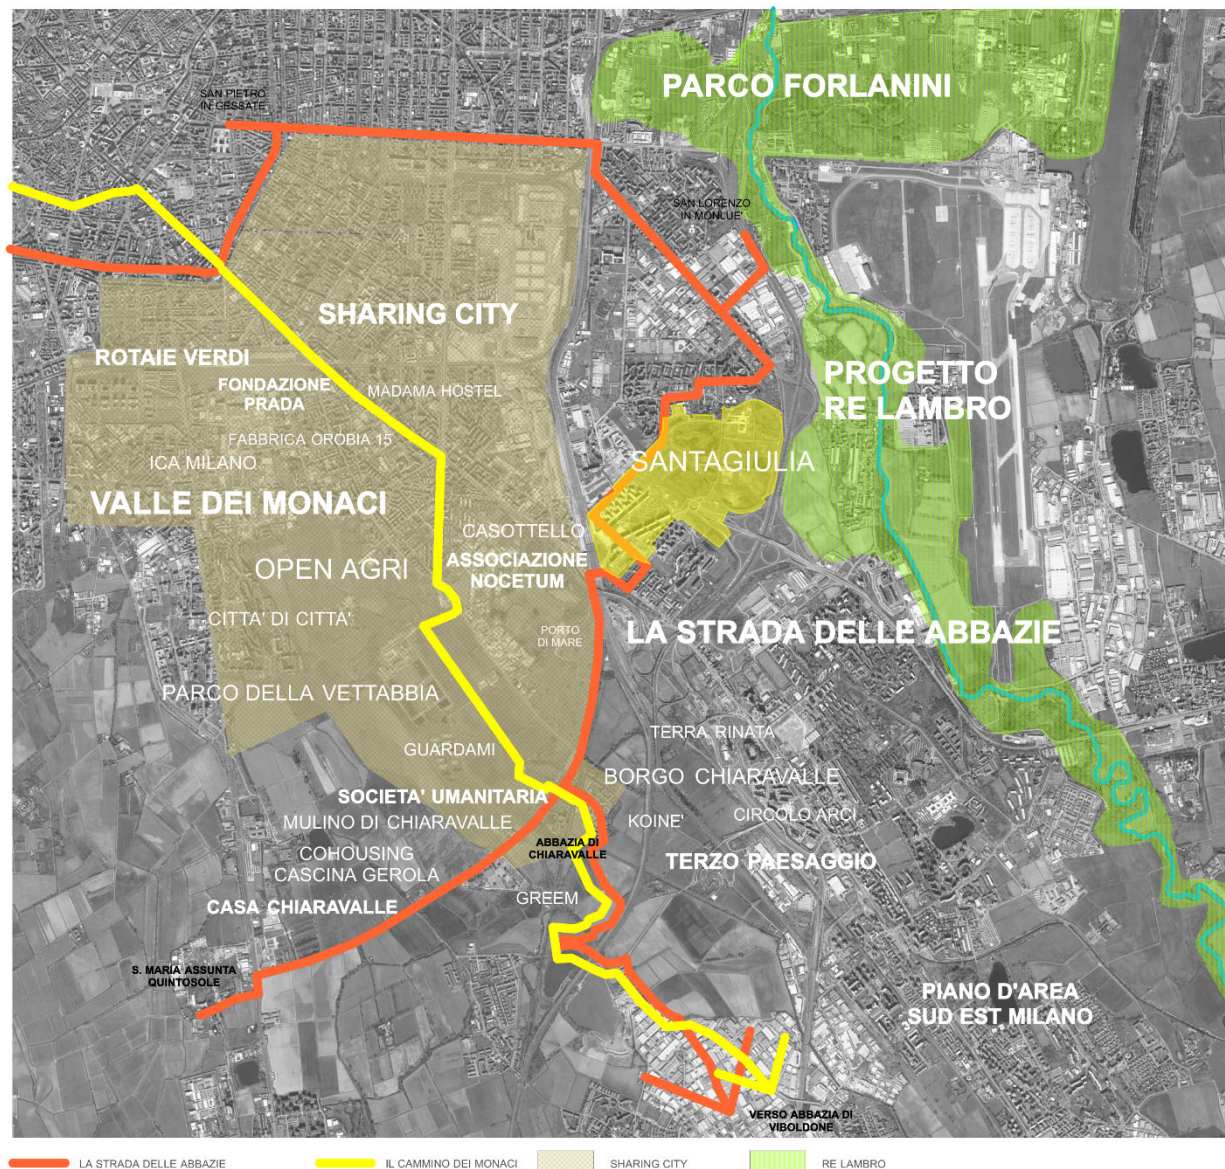 PARCO FORLANINI
SAN PIETRO
IN GESSATE
SAN LORENZO
IN MONLUE'
SHARING CITY
ROTAIE VERDI
FONDAZIONE
PRADA
MADAMA HOSTEL
PROGETTO
RE LAMBRO
FABBRICA OROBIA 15
ICA MILANO
SANTAGIULIA
VALLE DEI MONACI
CASOTTELLO
ASSOCIAZIONE
NOCETUM
OPEN AGRI
CITTA' DI CITTA'
PORTO
DI MARE
LA STRADA DELLE ABBAZIE
PARCO DELLA VETTABBIA
TERRA RINATA
GUARDAMI
BORGO CHIARAVALLE
SOCIETA' UMANITARIA
MULINO DI CHIARAVALLE
KOINE'
CIRCOLO ARCI
ABBAZIA DI
CHIARAVALLE
COHOUSING
CASCINA GEROLA
TERZO PAESAGGIO
GREEM
CASA CHIARAVALLE
S. MARIA ASSUNTA
QUINTOSOLE
PIANO D'AREA
SUD EST MILANO
VERSO ABBAZIA DI
VIBOLDONE
LA STRADA DELLE ABBAZIE
IL CAMMINO DEI MONACI
SHARING CITY
RE LAMBRO